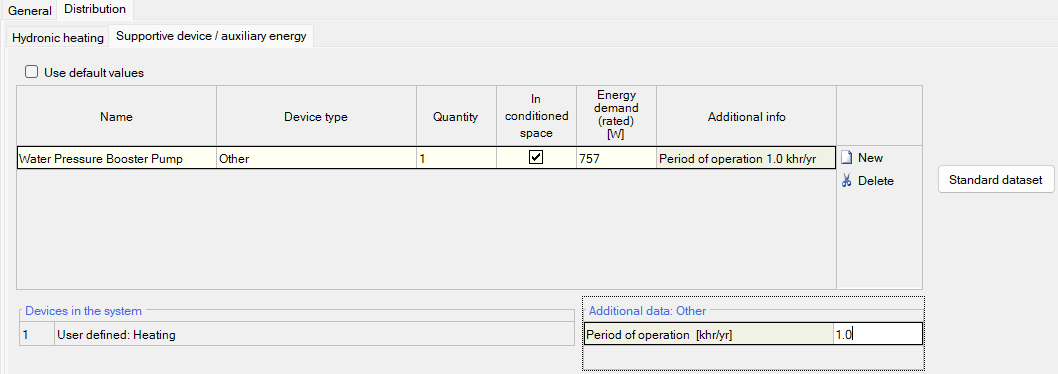 General Distribution
Hydronic heating Supportive device / auxiliary energy
Use default values
Name Device type Quantity In conditioned space Energy demand (rated) [W] Additional info
Water Pressure Booster Pump Other 1 757 Period of operation 1.0 khr/yr
New
Delete
Standard dataset
Devices in the system
1 User defined: Heating
Additional data: Other
Period of operation [khr/yr] 1.0